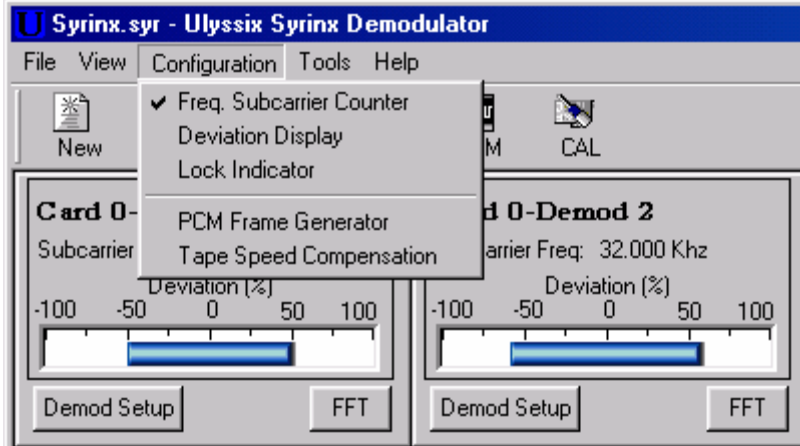 U Syrinx.syr - Ulyssix Syrinx Demodulator
File View Configuration Tools Help
Freq. Subcarrier Counter
Deviation Display
Lock Indicator
PCM Frame Generator
Tape Speed Compensation
New M CAL
Card 0- d 0-Demod 2
Subcarrier arrier Freq: 32.000 Khz
Deviation (%) Deviation (%)
-100 -50 0 50 100 -100 -50 0 50 100
Demod Setup FFT Demod Setup FFT